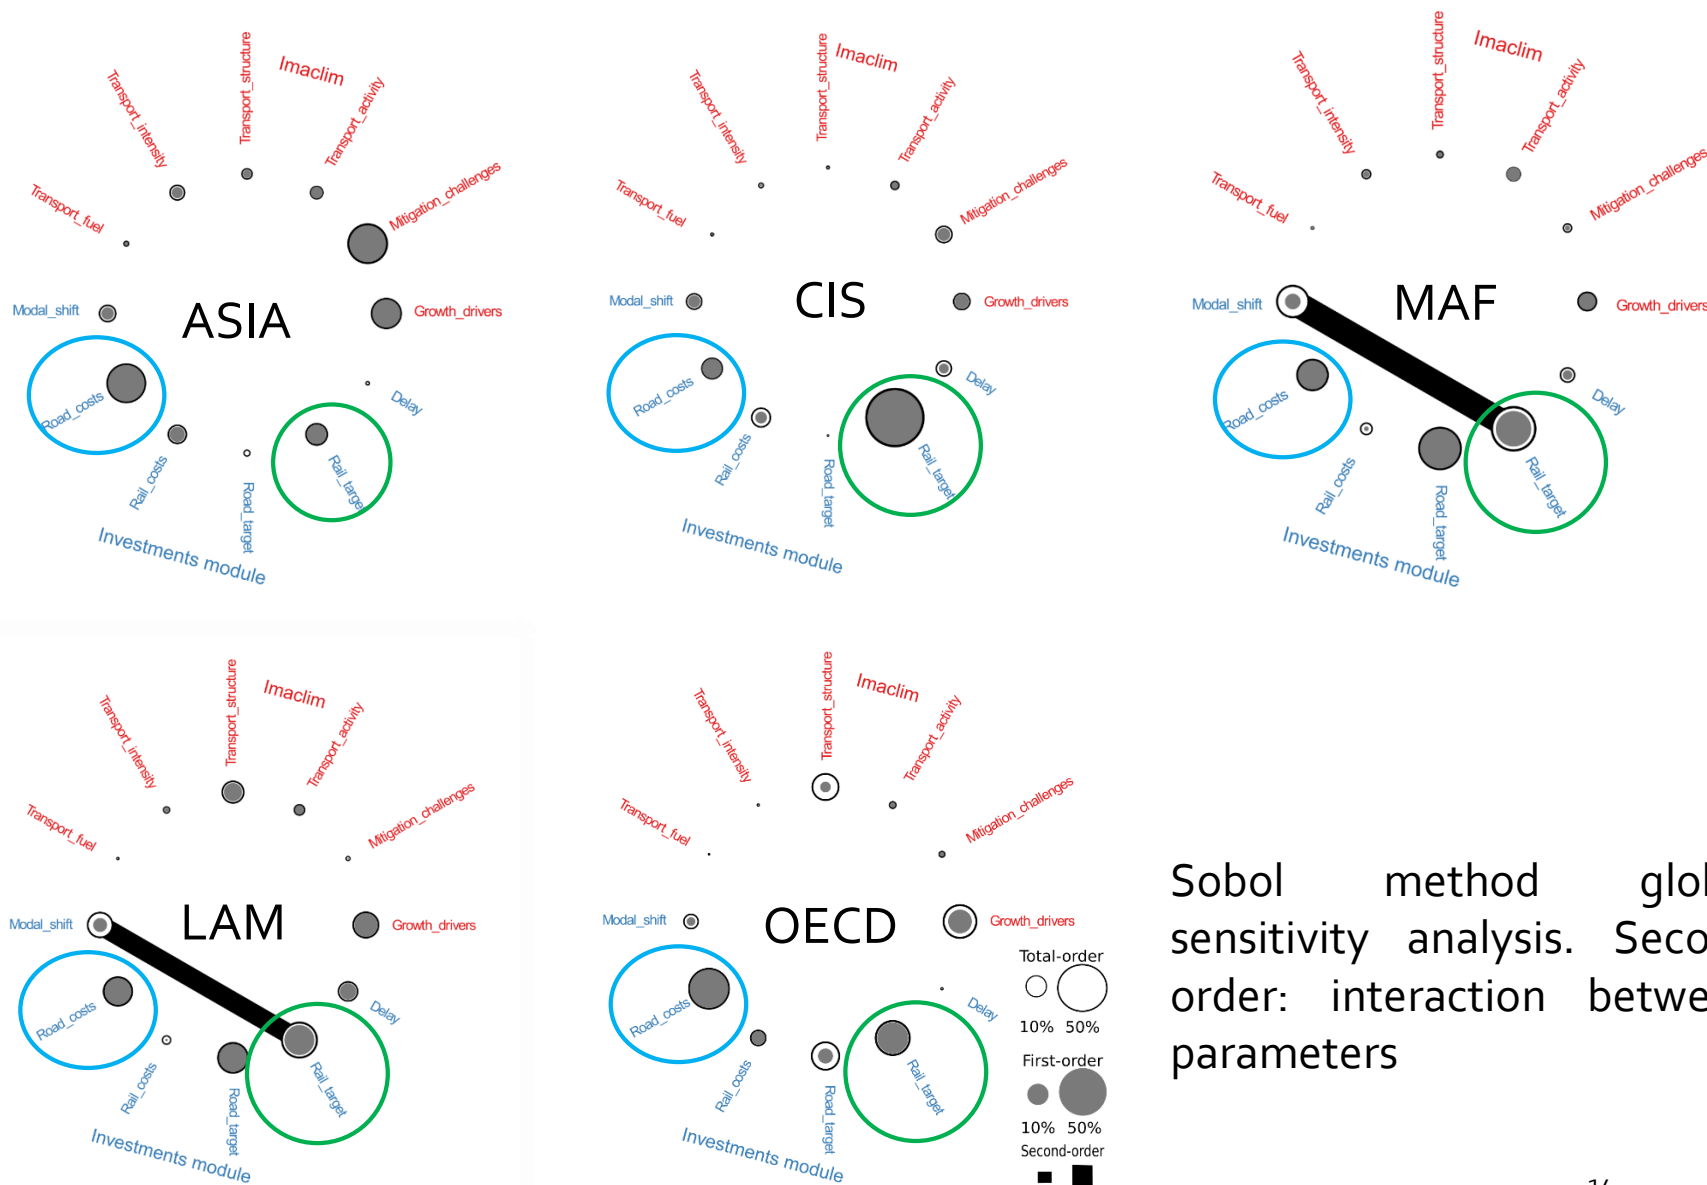 Imaclim
Transport_structure
Transport_activity
Transport_intensity
Mitigation_challenges
Transport_fuel
Modal_shift
ASIA
Growth_drivers
Road_costs
Delay
Rail_costs
Rail_target
Road_target
Investments module
Imaclim
Transport_structure
Transport_activity
Transport_intensity
Mitigation_challenges
Transport_fuel
Modal_shift
CIS
Growth_drivers
Road_costs
Delay
Rail_costs
Rail_target
Road_target
Investments module
Imaclim
Transport_structure
Transport_activity
Transport_intensity
Mitigation_challenges
Transport_fuel
Modal_shift
MAF
Growth_drivers
Road_costs
Delay
Rail_costs
Rail_target
Road_target
Investments module
Imaclim
Transport_structure
Transport_activity
Transport_intensity
Mitigation_challenges
Transport_fuel
Modal_shift
LAM
Growth_drivers
Road_costs
Delay
Rail_costs
Rail_target
Road_target
Investments module
Imaclim
Transport_structure
Transport_activity
Transport_intensity
Mitigation_challenges
Transport_fuel
Modal_shift
OECD
Growth_drivers
Road_costs
Delay
Rail_costs
Rail_target
Road_target
Investments module
Total-order
10% 50%
First-order
10% 50%
Second-order
Sobol method glob
sensitivity analysis. Secon
order: interaction betwee
parameters